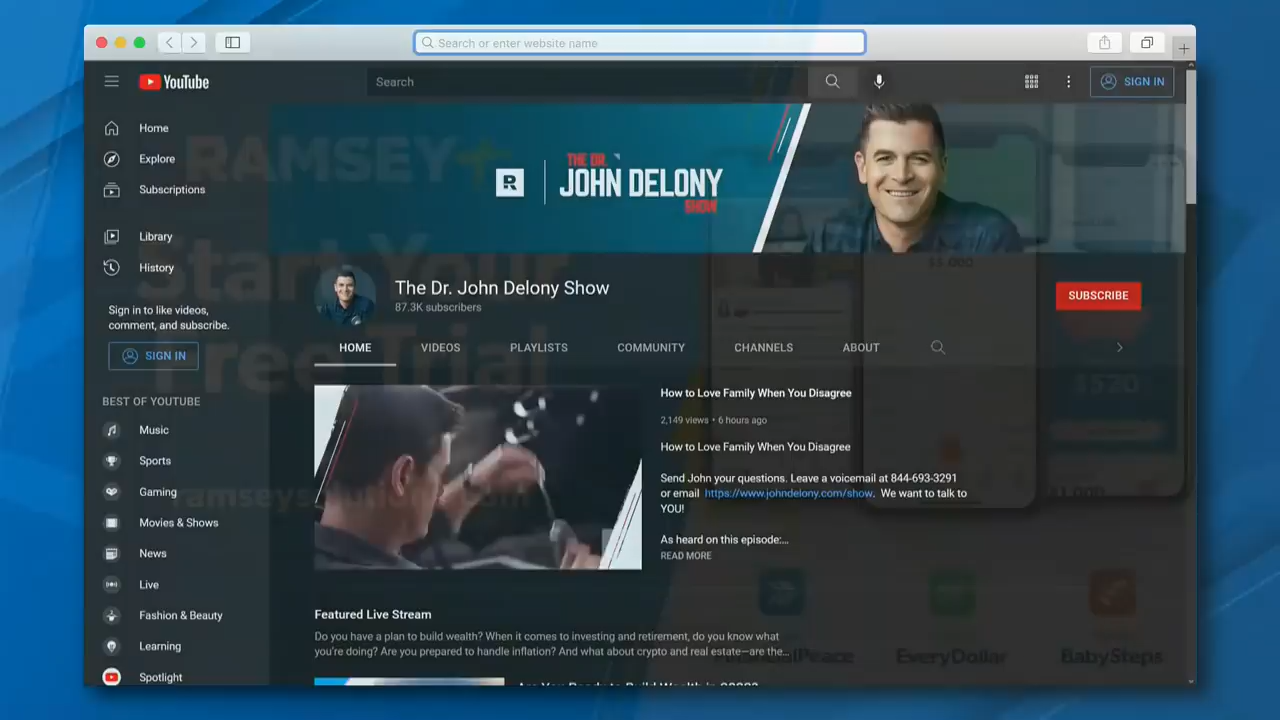 Search or enter website name
YouTube
Search
SIGN IN
Home
Explore
Subscriptions
Library
History
Sign in to like videos,
comment, and subscribe.
SIGN IN
BEST OF YOUTUBE
Music
Sports
Gaming
Movies & Shows
News
Live
Fashion & Beauty
Learning
Spotlight
RAMSEY+
Start Your
Free Trial
R
THE DR.
JOHN DELONY
SHOW
The Dr. John Delony Show
87.3K subscribers
SUBSCRIBE
HOME VIDEOS PLAYLISTS COMMUNITY CHANNELS ABOUT
How to Love Family When You Disagree
2,149 views • 6 hours ago
How to Love Family When You Disagree
Send John your questions. Leave a voicemail at 844-693-3291
or email https://www.johndelony.com/show. We want to talk to
YOU!
As heard on this episode:...
READ MORE
Featured Live Stream
Do you have a plan to build wealth? When it comes to investing and retirement, do you know what
you're doing? Are you prepared to handle inflation? And what about crypto and real estate—are the...
$1,000
$520
$1,000
FinancialPeace EveryDollar BabySteps